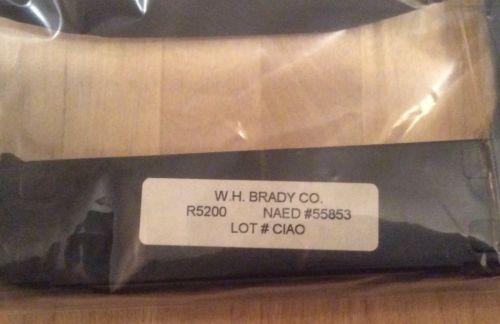 W.H. BRADY CO.
R5200 NAED #55853
LOT # CIAO